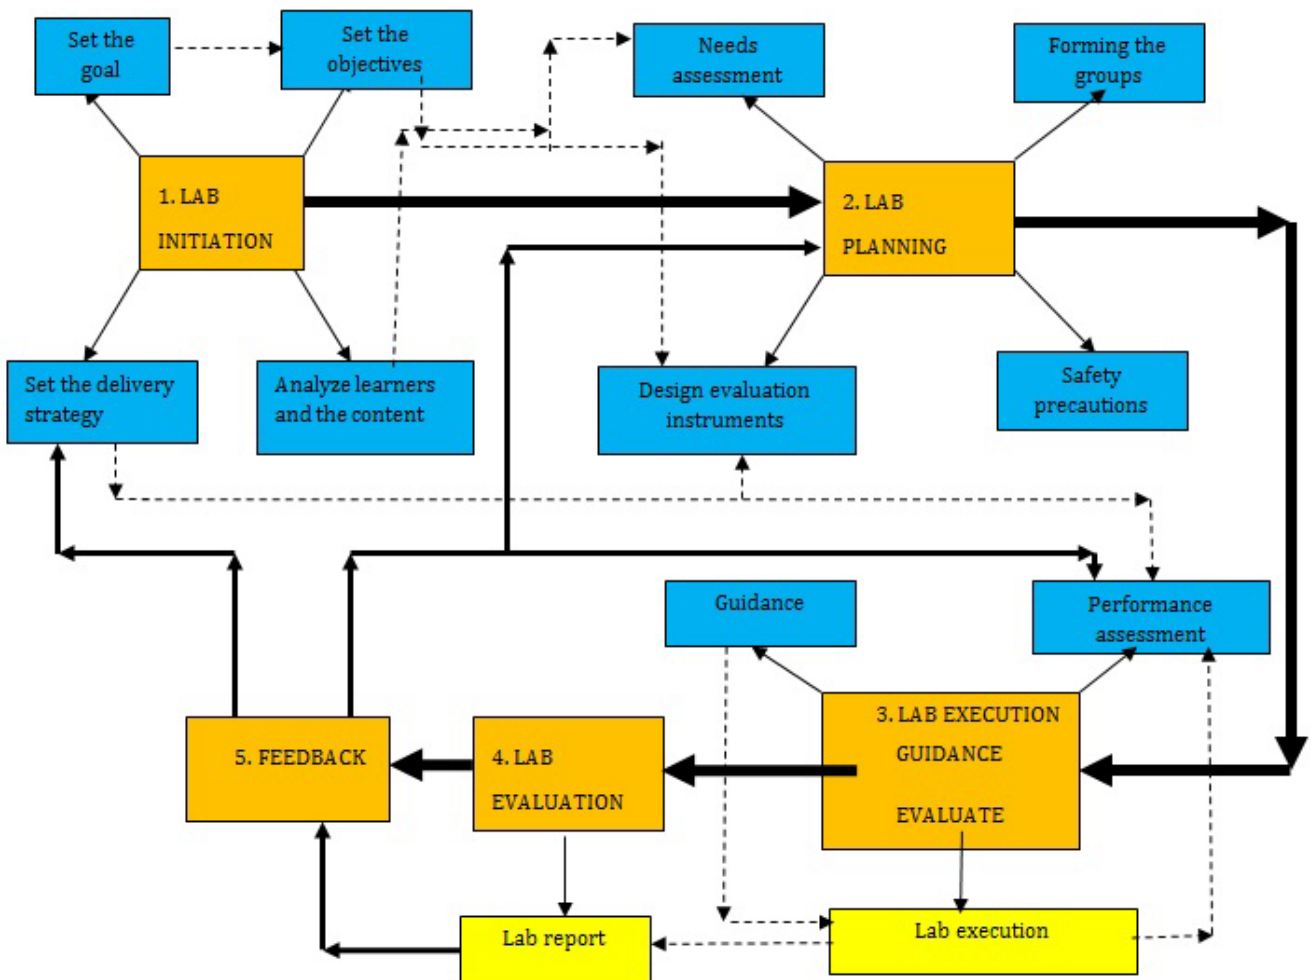 Set the
goal
Set the
objectives
Needs
assessment
Forming the
groups
1. LAB
INITIATION
2. LAB
PLANNING
Set the delivery
strategy
Analyze learners
and the content
Design evaluation
instruments
Safety
precautions
Guidance
Performance
assessment
5. FEEDBACK
4. LAB
EVALUATION
3. LAB EXECUTION
GUIDANCE
EVALUATE
Lab report
Lab execution